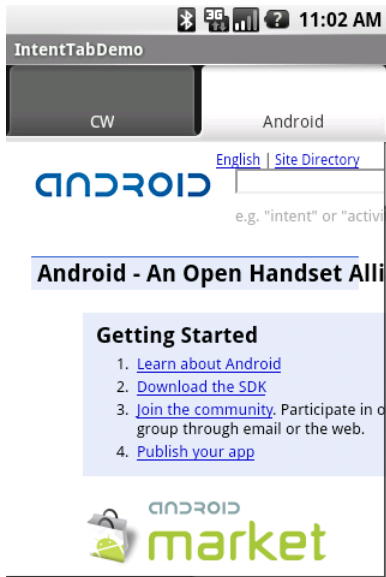 3G 11:02 AM
IntentTabDemo
CW Android
English | Site Directory
ANDROID
e.g. "intent" or "activi
Android - An Open Handset Alli
Getting Started
1. Learn about Android
2. Download the SDK
3. Join the community. Participate in o
group through email or the web.
4. Publish your app
ANDROID
market